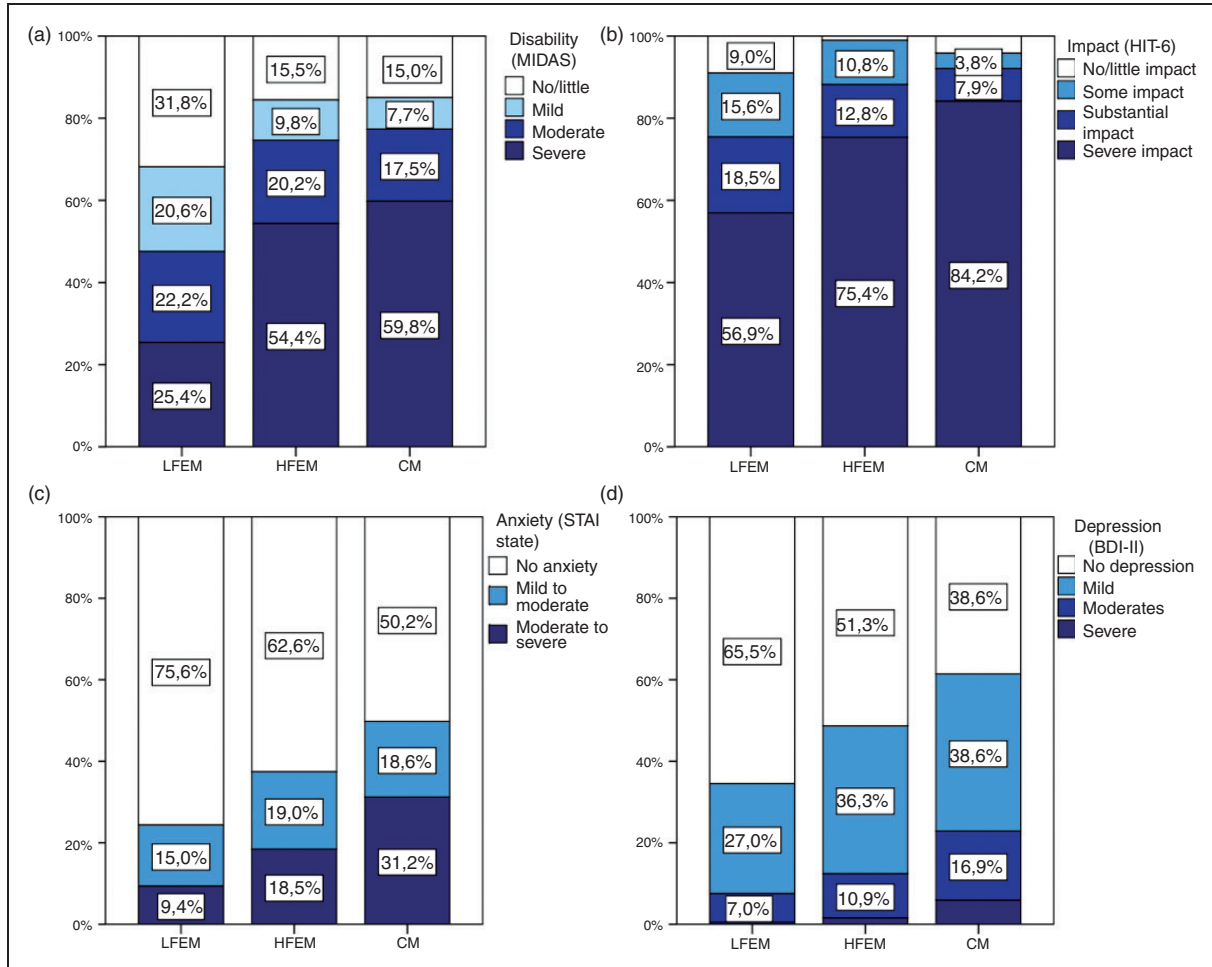 (a)
Disability
(MIDAS)
No/little
Mild
Moderate
Severe
100%
80%
60%
40%
20%
0%
31,8%
20,6%
22,2%
25,4%
15,5%
9,8%
20,2%
54,4%
15,0%
7,7%
17,5%
59,8%
LFEM
HFEM
CM
(b)
Impact (HIT-6)
No/little impact
Some impact
Substantial
impact
Severe impact
100%
80%
60%
40%
20%
0%
9,0%
15,6%
18,5%
56,9%
10,8%
12,8%
75,4%
3,8%
7,9%
84,2%
LFEM
HFEM
CM
(c)
Anxiety (STAI
state)
No anxiety
Mild to
moderate
Moderate to
severe
100%
80%
60%
40%
20%
0%
75,6%
15,0%
9,4%
62,6%
19,0%
18,5%
50,2%
18,6%
31,2%
LFEM
HFEM
CM
(d)
Depression
(BDI-II)
No depression
Mild
Moderates
Severe
100%
80%
60%
40%
20%
0%
65,5%
27,0%
7,0%
51,3%
36,3%
10,9%
38,6%
38,6%
16,9%
LFEM
HFEM
CM